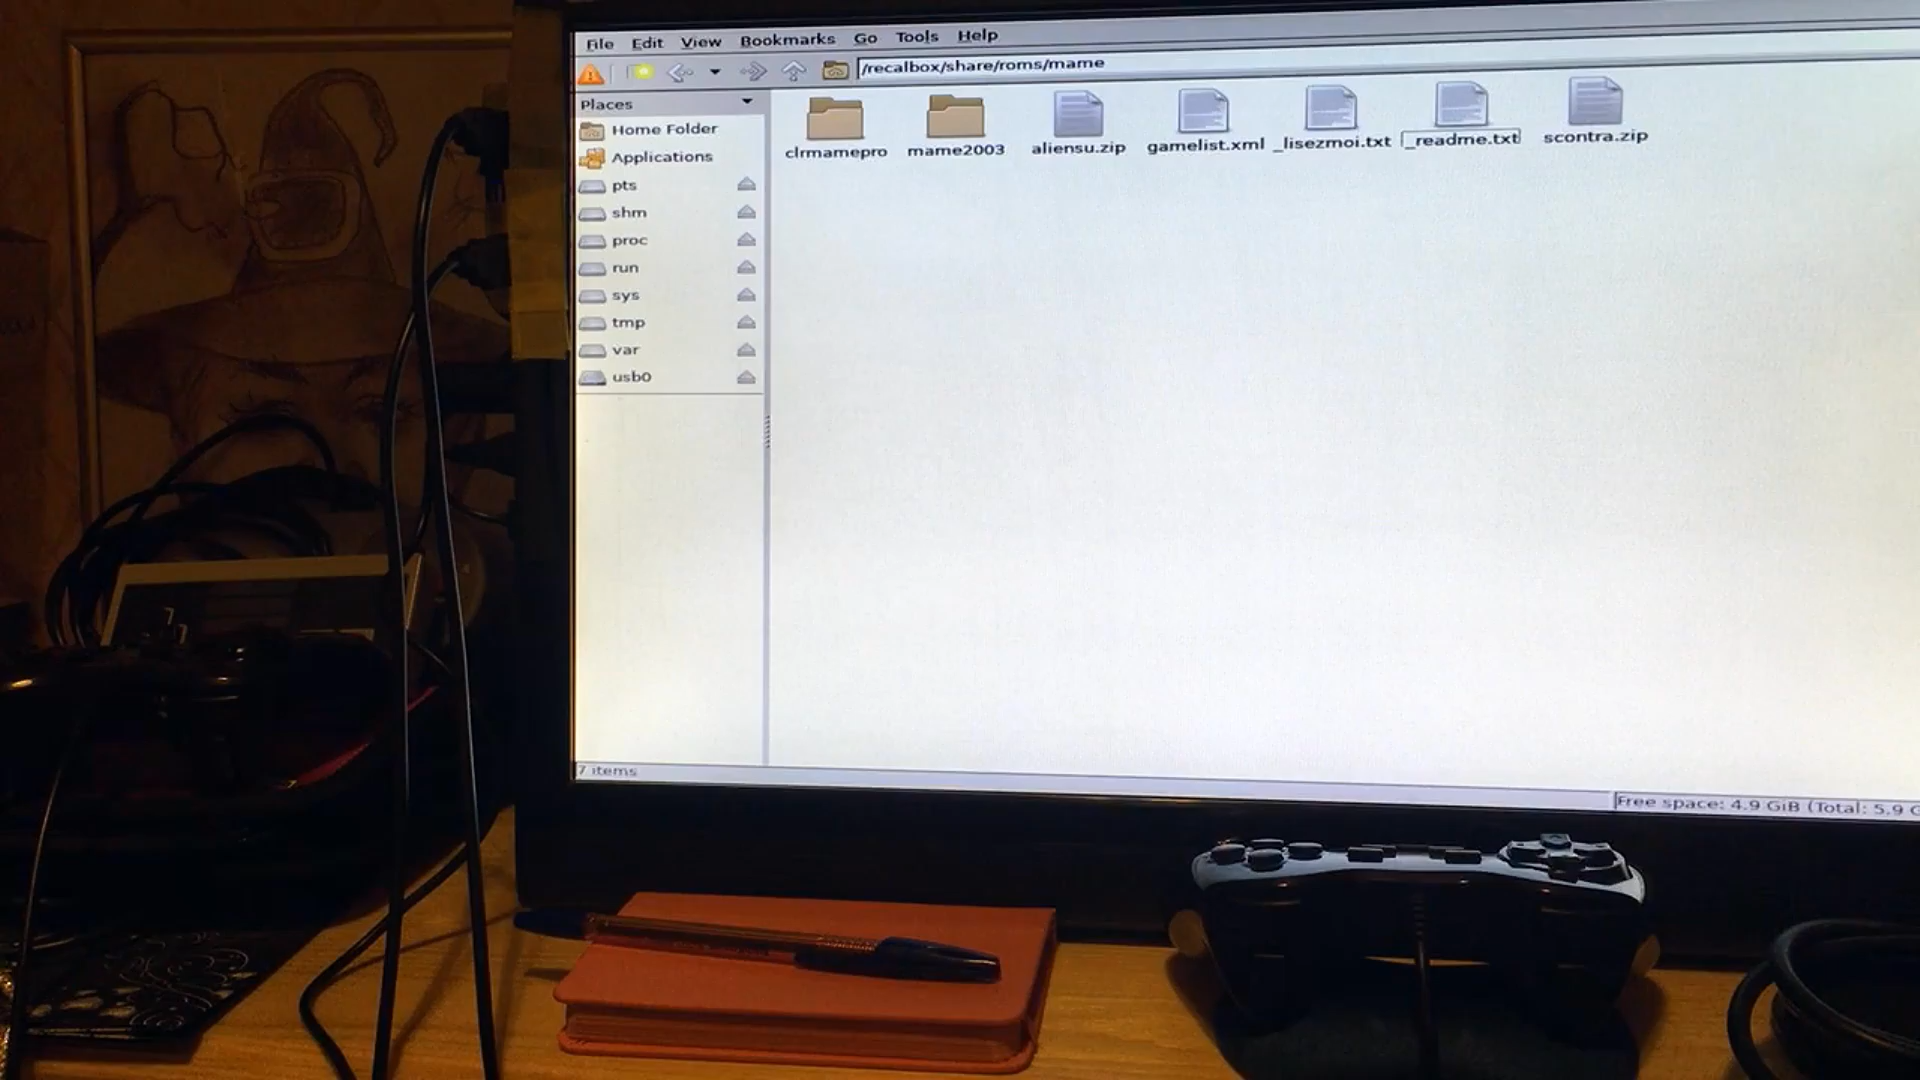 File Edit View Bookmarks Go Tools Help
/recalbox/share/roms/mame
Places
Home Folder
Applications
pts
shm
proc
run
sys
tmp
var
usb0
clrmamepro mame2003 aliensu.zip gamelist.xml _lisezmoi.txt _readme.txt scontra.zip
7 items
Free space: 4.9 GiB (Total: 5.9 G